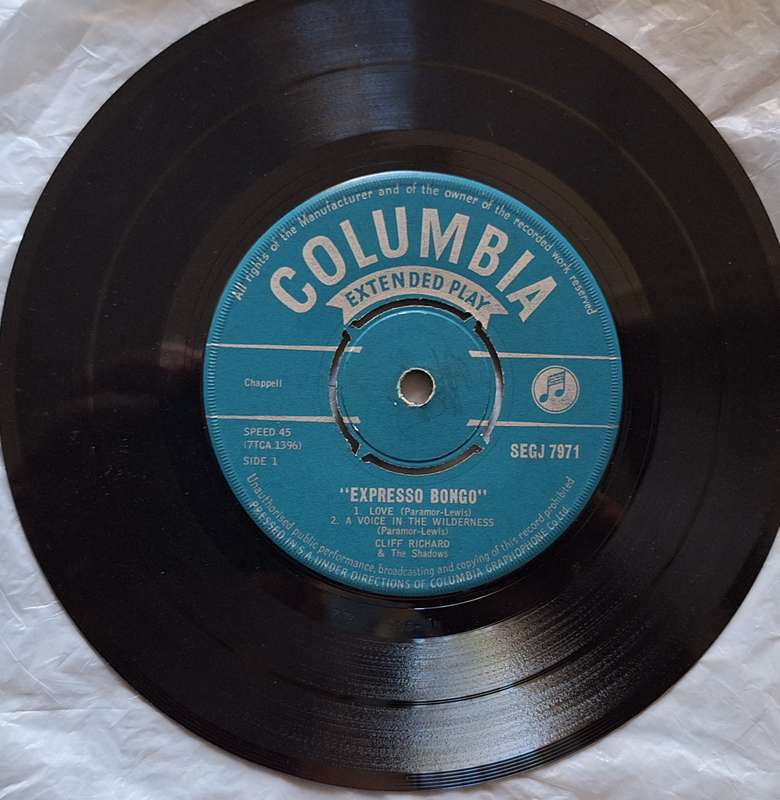 All rights of the Manufacturer and of the owner of the recorded work reserved
COLUMBIA
EXTENDED PLAY
Chappell
SPEED 45
(7TCA.1396)
SIDE 1
SEGJ 7971
"EXPRESSO BONGO"
1. LOVE (Paramor-Lewis)
2. A VOICE IN THE WILDERNESS
(Paramor-Lewis)
CLIFF RICHARD
& The Shadows
Unauthorised public performance, broadcasting and copying of this record prohibited
PRESSED IN S.A. UNDER DIRECTIONS OF COLUMBIA GRAPHOPHONE Co. Ltd.